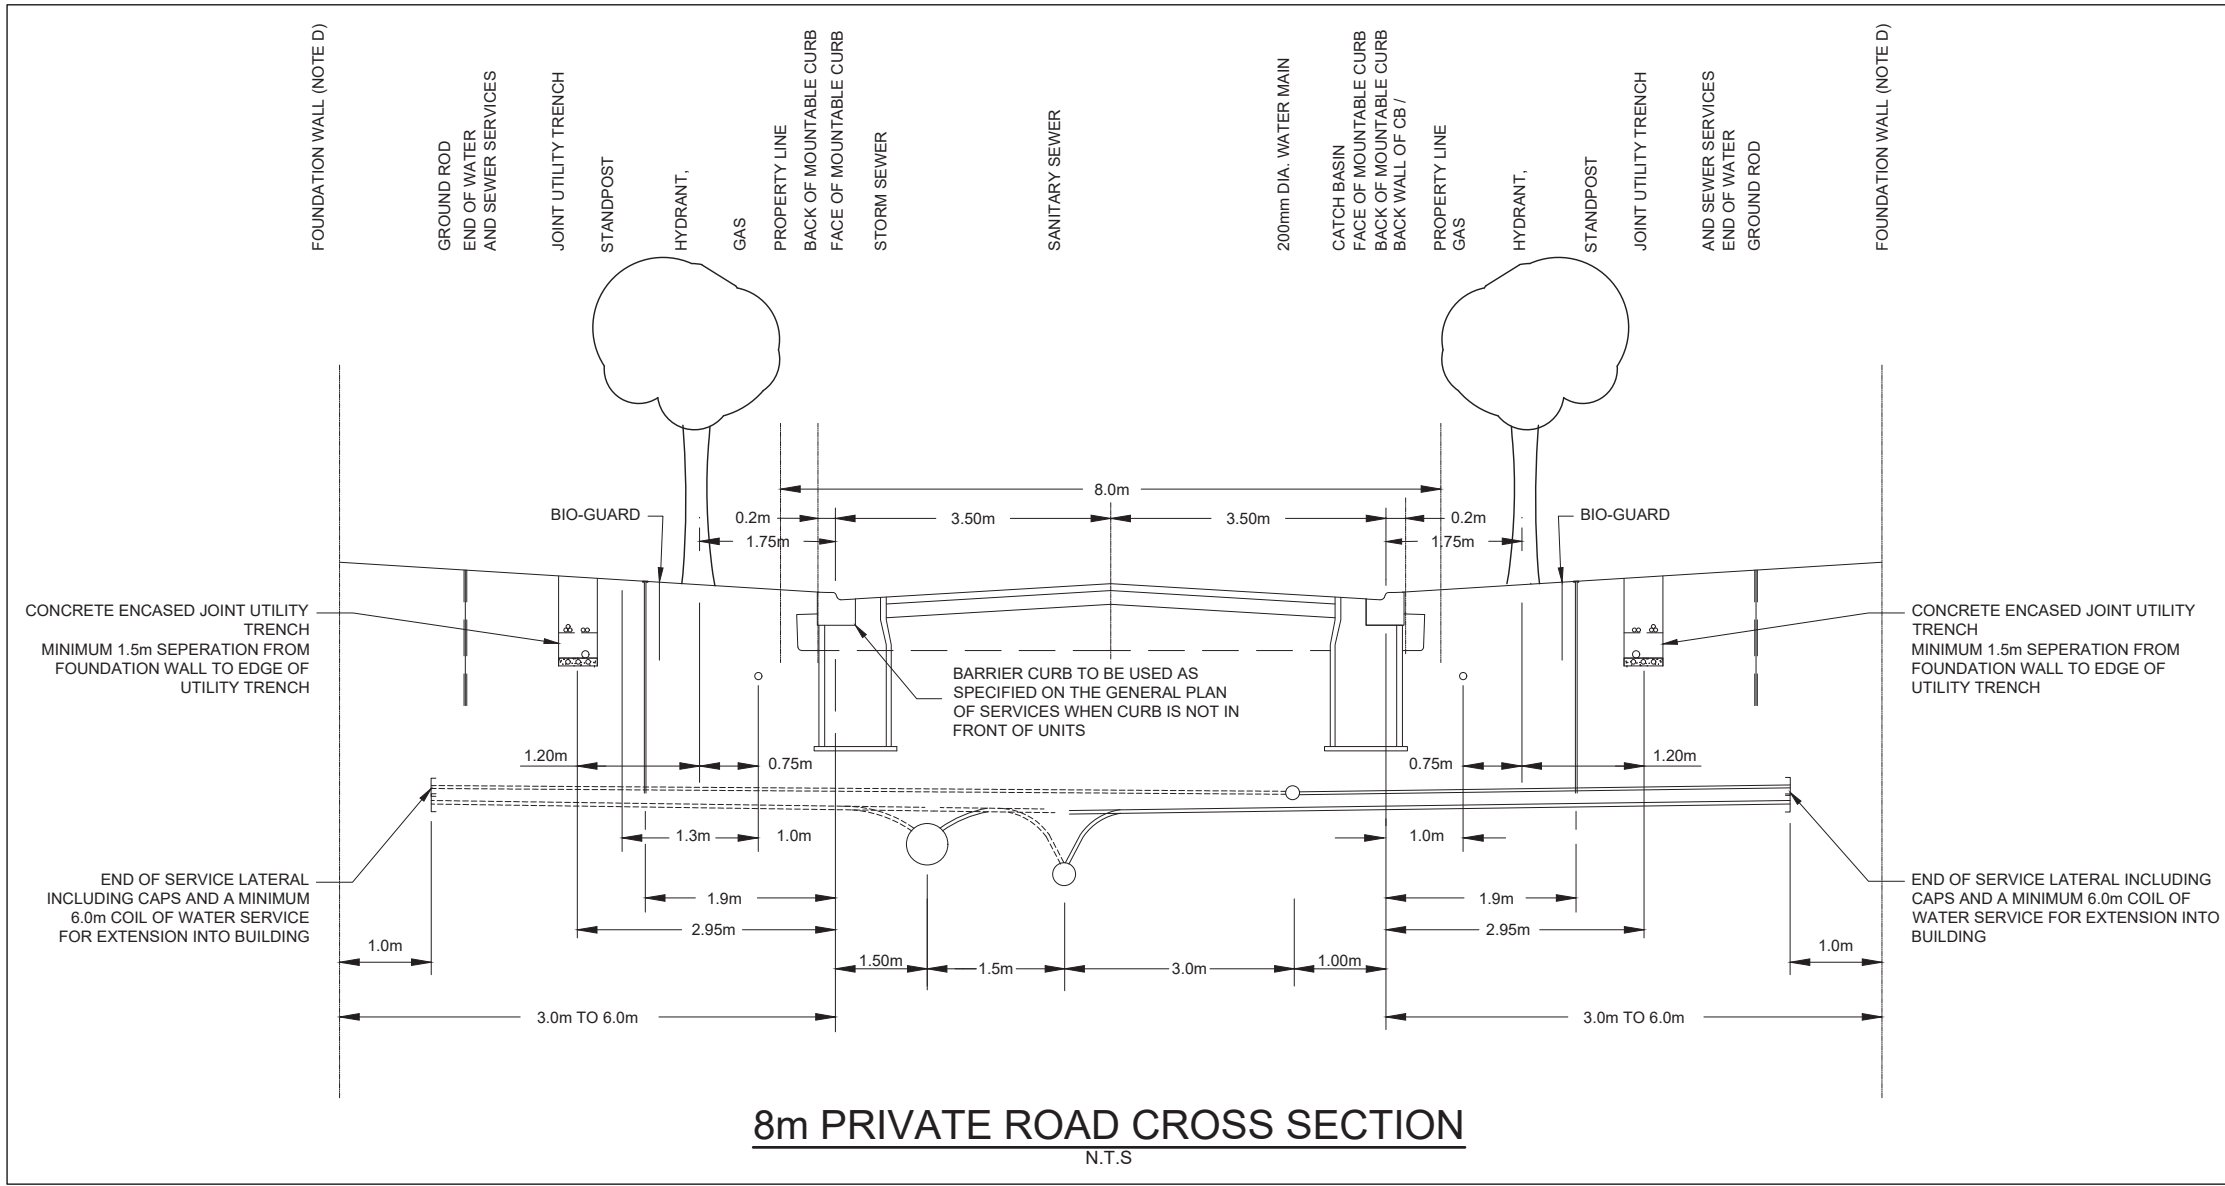 FOUNDATION WALL (NOTE D)
GROUND ROD
END OF WATER
AND SEWER SERVICES
JOINT UTILITY TRENCH
STANDPOST
HYDRANT,
GAS
PROPERTY LINE
BACK OF MOUNTABLE CURB
FACE OF MOUNTABLE CURB
STORM SEWER
SANITARY SEWER
200mm DIA. WATER MAIN
CATCH BASIN
FACE OF MOUNTABLE CURB
BACK OF MOUNTABLE CURB
BACK WALL OF CB /
PROPERTY LINE
GAS
HYDRANT,
STANDPOST
JOINT UTILITY TRENCH
AND SEWER SERVICES
END OF WATER
GROUND ROD
FOUNDATION WALL (NOTE D)
8.0m
BIO-GUARD
0.2m
3.50m
3.50m
0.2m
BIO-GUARD
1.75m
1.75m
CONCRETE ENCASED JOINT UTILITY
TRENCH
MINIMUM 1.5m SEPERATION FROM
FOUNDATION WALL TO EDGE OF
UTILITY TRENCH
BARRIER CURB TO BE USED AS
SPECIFIED ON THE GENERAL PLAN
OF SERVICES WHEN CURB IS NOT IN
FRONT OF UNITS
CONCRETE ENCASED JOINT UTILITY
TRENCH
MINIMUM 1.5m SEPERATION FROM
FOUNDATION WALL TO EDGE OF
UTILITY TRENCH
1.20m
0.75m
0.75m
1.20m
1.3m
1.0m
1.0m
END OF SERVICE LATERAL
INCLUDING CAPS AND A MINIMUM
6.0m COIL OF WATER SERVICE
FOR EXTENSION INTO BUILDING
1.9m
1.9m
END OF SERVICE LATERAL INCLUDING
CAPS AND A MINIMUM 6.0m COIL OF
WATER SERVICE FOR EXTENSION INTO
BUILDING
2.95m
2.95m
1.0m
1.50m
1.5m
3.0m
1.00m
1.0m
3.0m TO 6.0m
3.0m TO 6.0m
8m PRIVATE ROAD CROSS SECTION
N.T.S